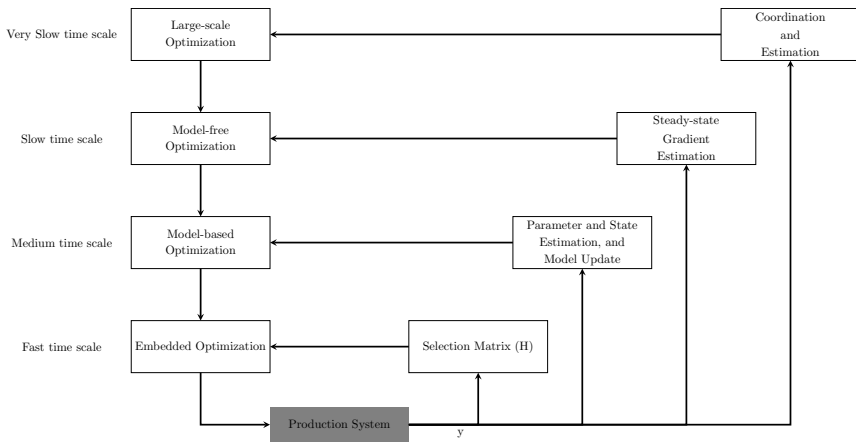 Very Slow time scale
Large-scale
Optimization
Coordination
and
Estimation
Slow time scale
Model-free
Optimization
Steady-state
Gradient
Estimation
Medium time scale
Model-based
Optimization
Parameter and State
Estimation, and
Model Update
Fast time scale
Embedded Optimization
Selection Matrix (H)
Production System
y